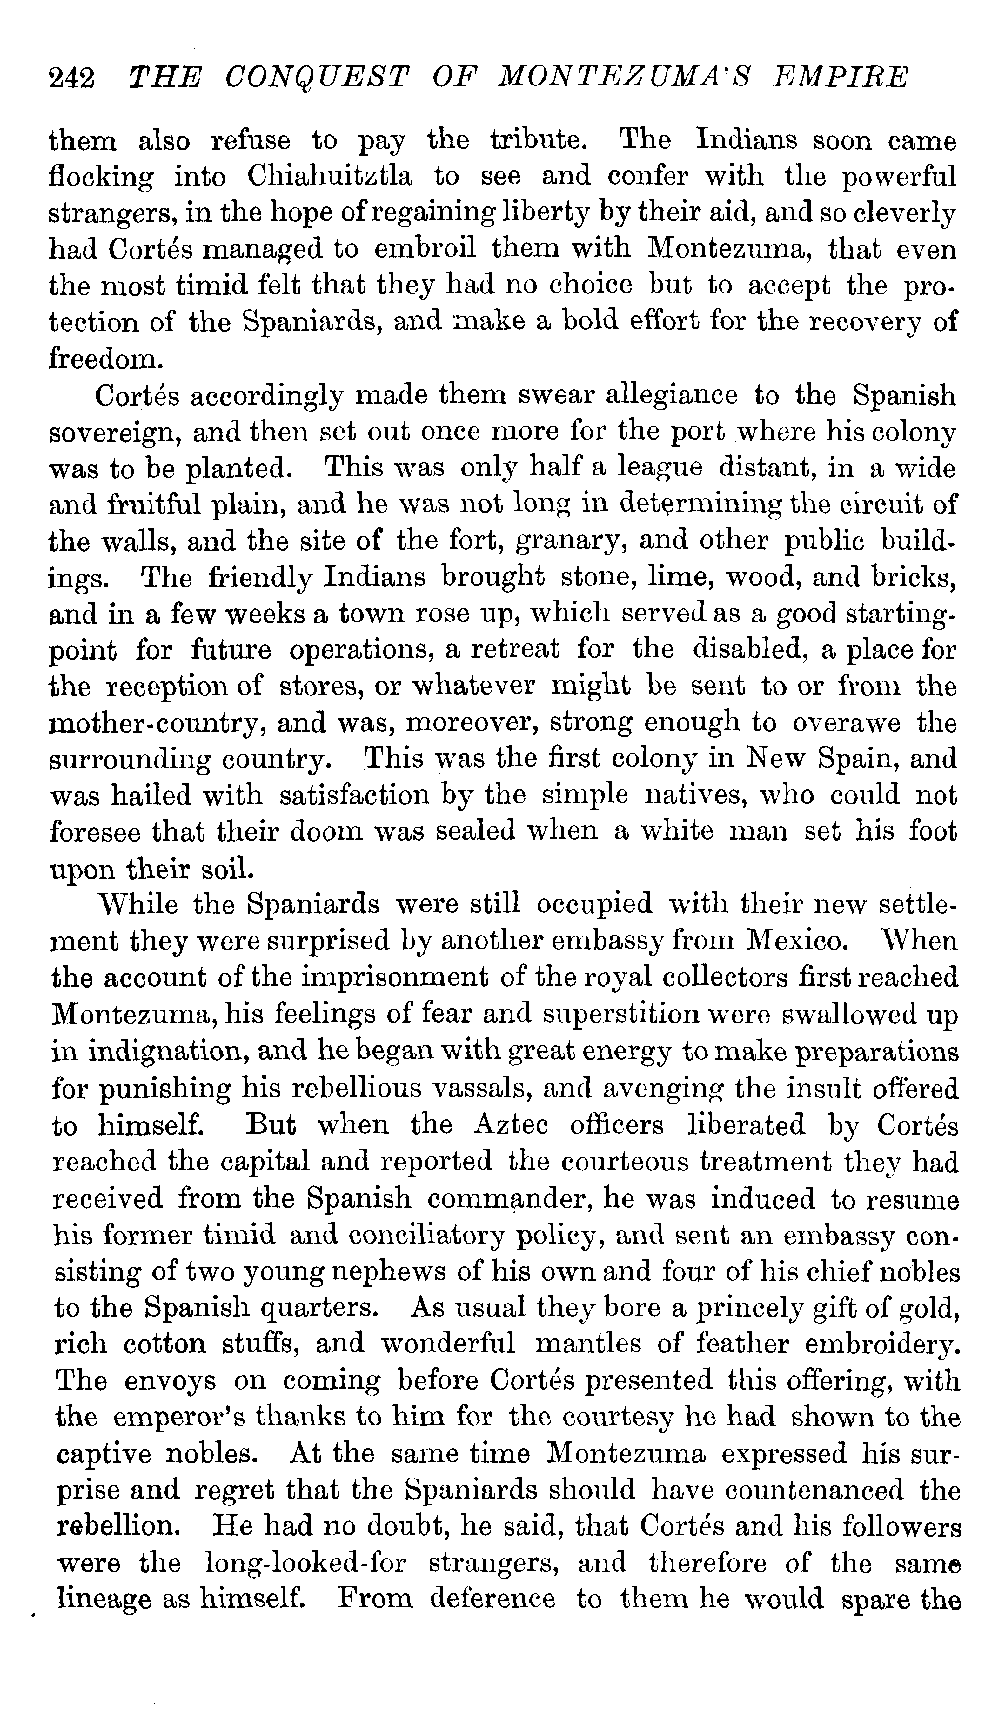 242 THE CONQUEST OF MONTEZUMA'S EMPIRE
them also refuse to pay the tribute. The Indians soon came
flocking into Chiahuitztla to see and confer with the powerful
strangers, in the hope of regaining liberty by their aid, and so cleverly
had Cortés managed to embroil them with Montezuma, that even
the most timid felt that they had no choice but to accept the pro-
tection of the Spaniards, and make a bold effort for the recovery of
freedom.
Cortés accordingly made them swear allegiance to the Spanish
sovereign, and then set out once more for the port where his colony
was to be planted. This was only half a league distant, in a wide
and fruitful plain, and he was not long in determining the circuit of
the walls, and the site of the fort, granary, and other public build-
ings. The friendly Indians brought stone, lime, wood, and bricks,
and in a few weeks a town rose up, which served as a good starting-
point for future operations, a retreat for the disabled, a place for
the reception of stores, or whatever might be sent to or from the
mother-country, and was, moreover, strong enough to overawe the
surrounding country. This was the first colony in New Spain, and
was hailed with satisfaction by the simple natives, who could not
foresee that their doom was sealed when a white man set his foot
upon their soil.
While the Spaniards were still occupied with their new settle-
ment they were surprised by another embassy from Mexico. When
the account of the imprisonment of the royal collectors first reached
Montezuma, his feelings of fear and superstition were swallowed up
in indignation, and he began with great energy to make preparations
for punishing his rebellious vassals, and avenging the insult offered
to himself. But when the Aztec officers liberated by Cortés
reached the capital and reported the courteous treatment they had
received from the Spanish commander, he was induced to resume
his former timid and conciliatory policy, and sent an embassy con-
sisting of two young nephews of his own and four of his chief nobles
to the Spanish quarters. As usual they bore a princely gift of gold,
rich cotton stuffs, and wonderful mantles of feather embroidery.
The envoys on coming before Cortés presented this offering, with
the emperor's thanks to him for the courtesy he had shown to the
captive nobles. At the same time Montezuma expressed his sur-
prise and regret that the Spaniards should have countenanced the
rebellion. He had no doubt, he said, that Cortés and his followers
were the long-looked-for strangers, and therefore of the same
lineage as himself. From deference to them he would spare the